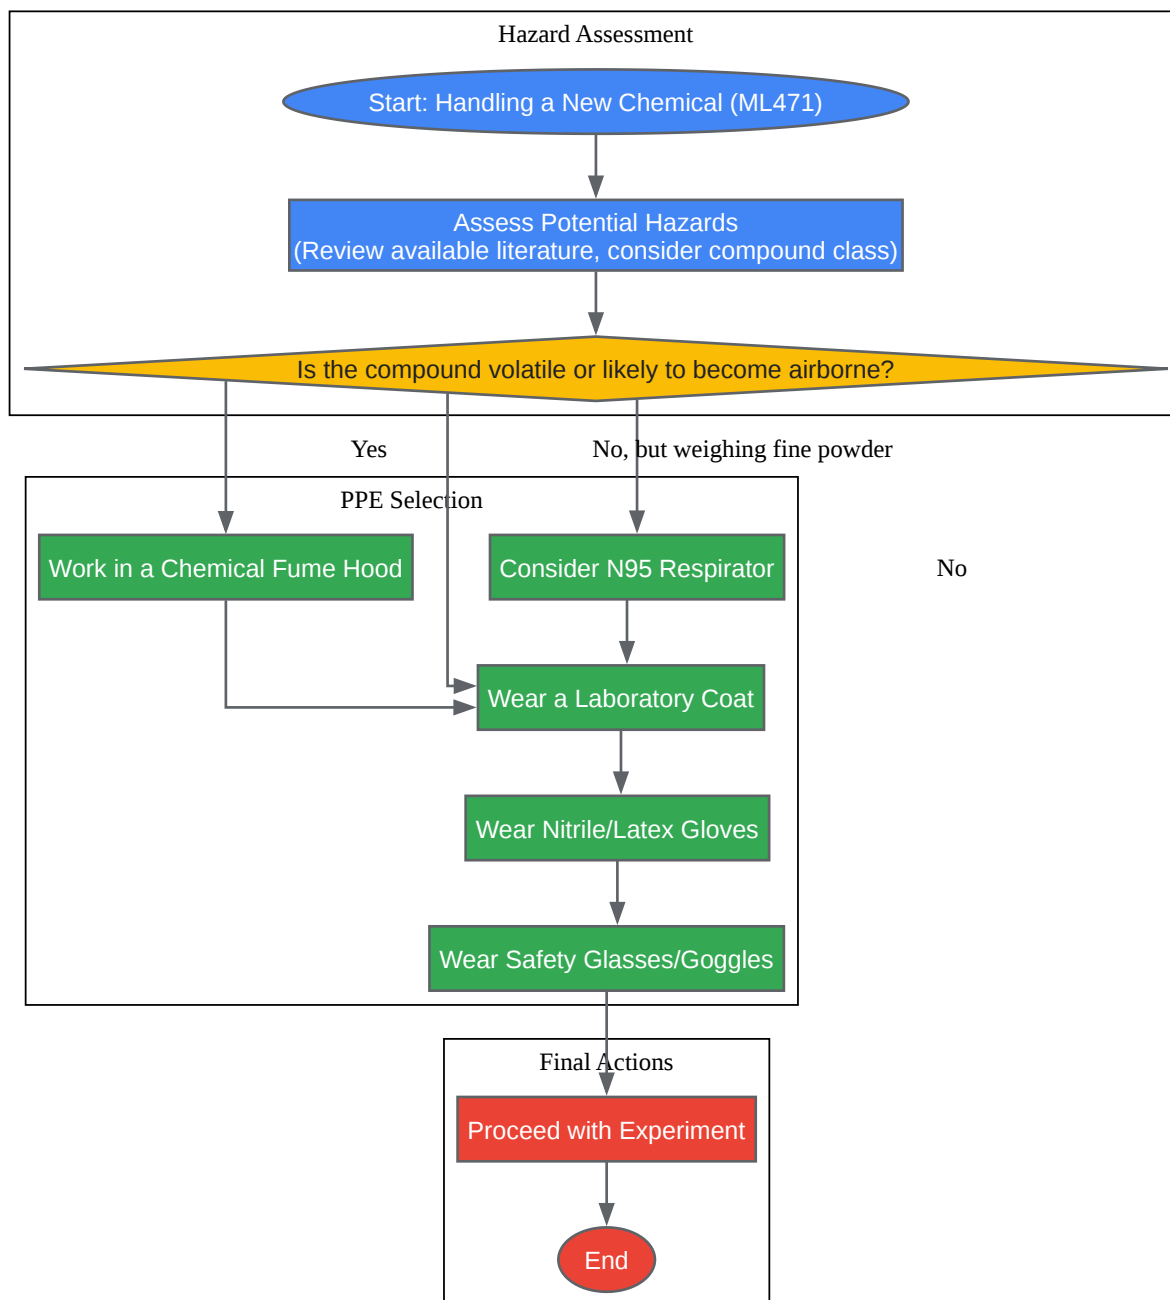 Hazard Assessment
Start: Handling a New Chemical (ML471)
Assess Potential Hazards
(Review available literature, consider compound class)
Is the compound volatile or likely to become airborne?
Yes
No, but weighing fine powder
PPE Selection
Work in a Chemical Fume Hood
Consider N95 Respirator
No
Wear a Laboratory Coat
Wear Nitrile/Latex Gloves
Wear Safety Glasses/Goggles
Final Actions
Proceed with Experiment
End